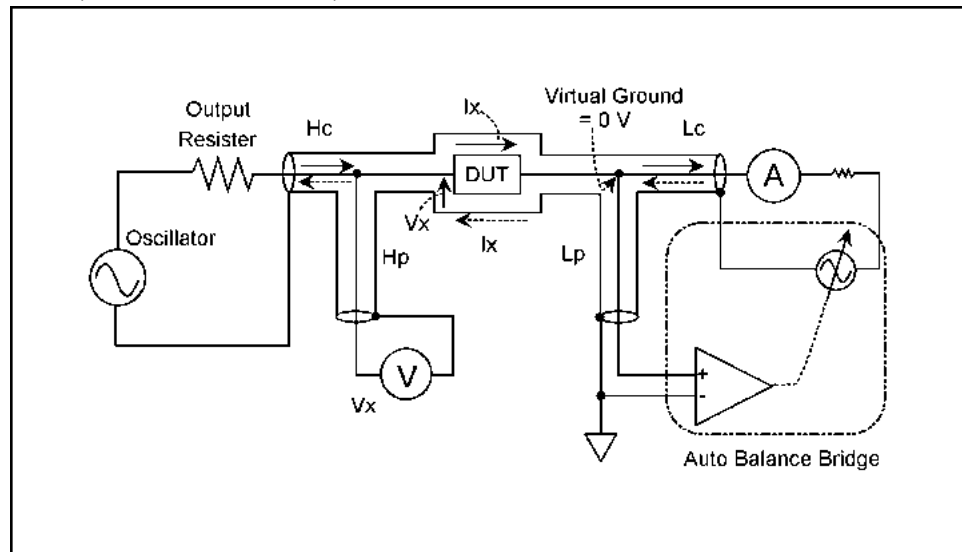 Output
Resister
Hc
Ix
Virtual Ground
= 0 V
Lc
DUT
A
Oscillator
Vx
Ix
Hp
Lp
V
Vx
+
-
Auto Balance Bridge